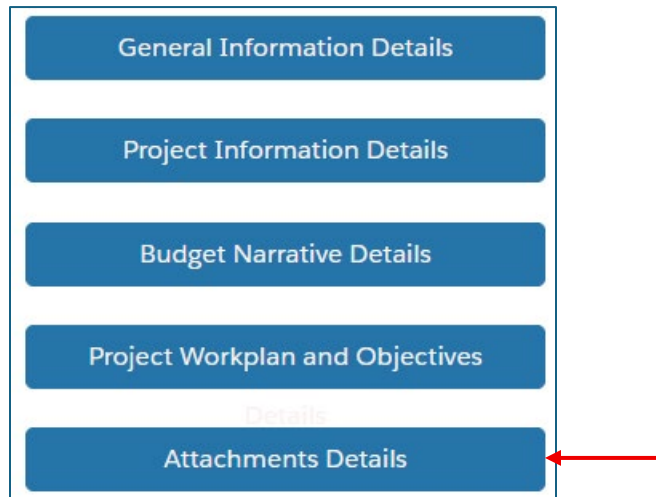 General Information Details
Project Information Details
Budget Narrative Details
Project Workplan and Objectives
Details
Attachments Details